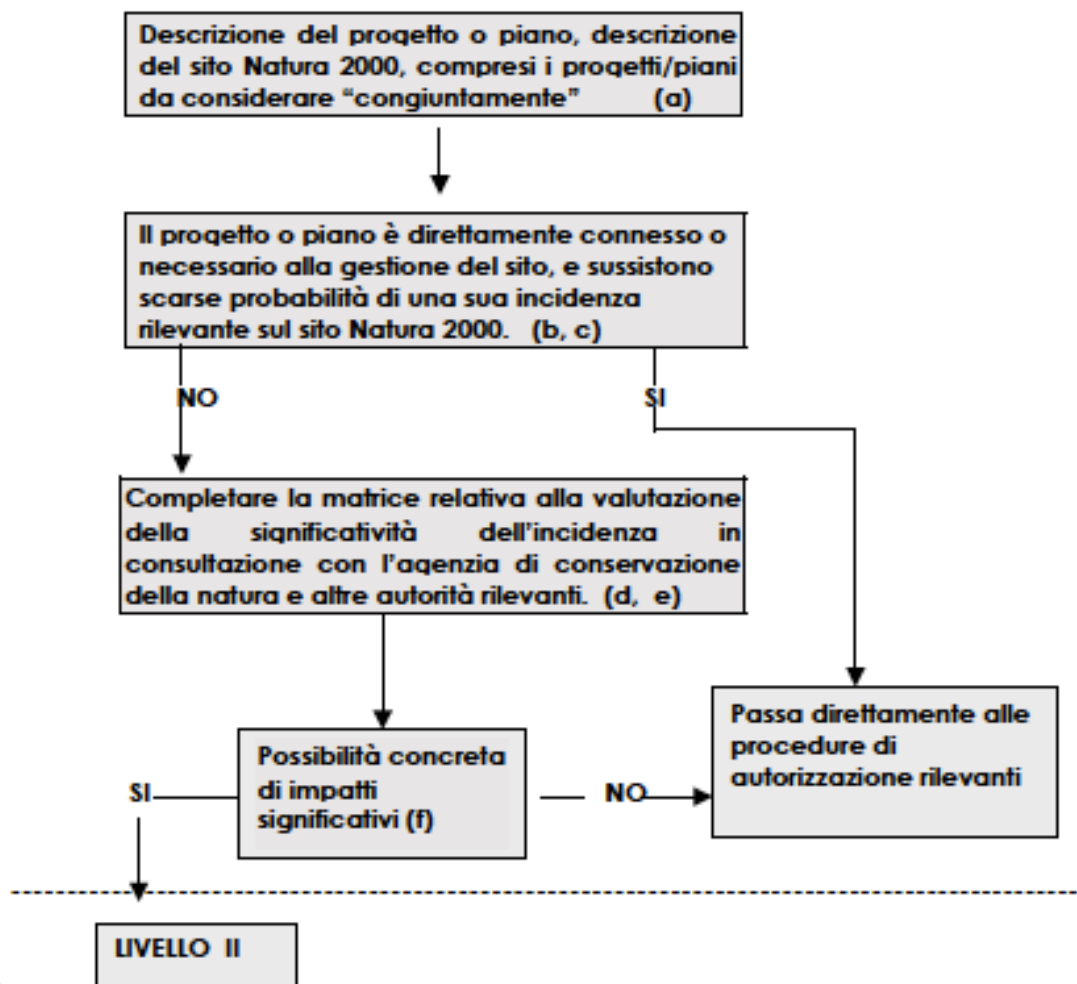 Descrizione del progetto o piano, descrizione
del sito Natura 2000, compresi i progetti/piani
da considerare “congiuntamente” (a)
Il progetto o piano è direttamente connesso o
necessario alla gestione del sito, e sussistono
scarse probabilità di una sua incidenza
rilevante sul sito Natura 2000. (b, c)
NO
SI
Completare la matrice relativa alla valutazione
della significatività dell’incidenza in
consultazione con l’agenzia di conservazione
della natura e altre autorità rilevanti. (d, e)
Passa direttamente alle
procedure di
autorizzazione rilevanti
Possibilità concreta
di impatti
significativi (f)
SI
NO
LIVELLO II